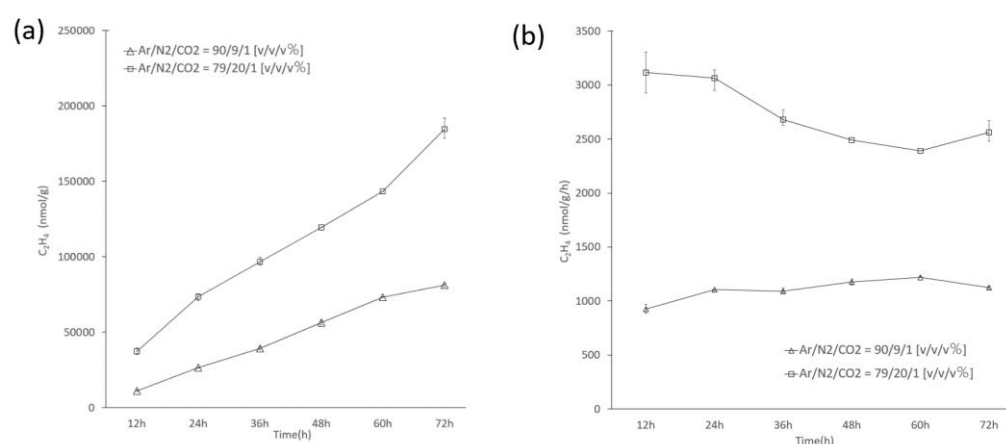 (a)
250000
200000
150000
100000
50000
0
C₂H₄ (nmol/g)
Ar/N2/CO2 = 90/9/1 [v/v/v%]
Ar/N2/CO2 = 79/20/1 [v/v/v%]
12h 24h 36h 48h 60h 72h
Time(h)
(b)
3500
3000
2500
2000
1500
1000
500
0
C₂H₄ (nmol/g/h)
Ar/N2/CO2 = 90/9/1 [v/v/v%]
Ar/N2/CO2 = 79/20/1 [v/v/v%]
12h 24h 36h 48h 60h 72h
Time(h)